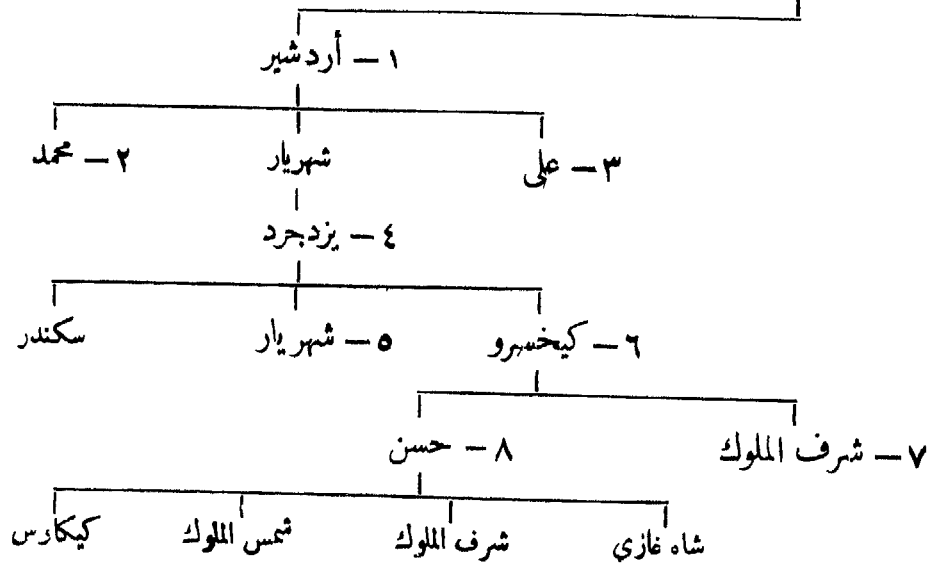 ١ – أردشير
٣ – على شهريار ٢ – محمد
٤ – يزدجرد
٦ – كيخسرو ٥ – شهريار سكندر
٧ – شرف الملوك ٨ – حسن
شاه غازي شرف الملوك شمس الملوك كيكارس